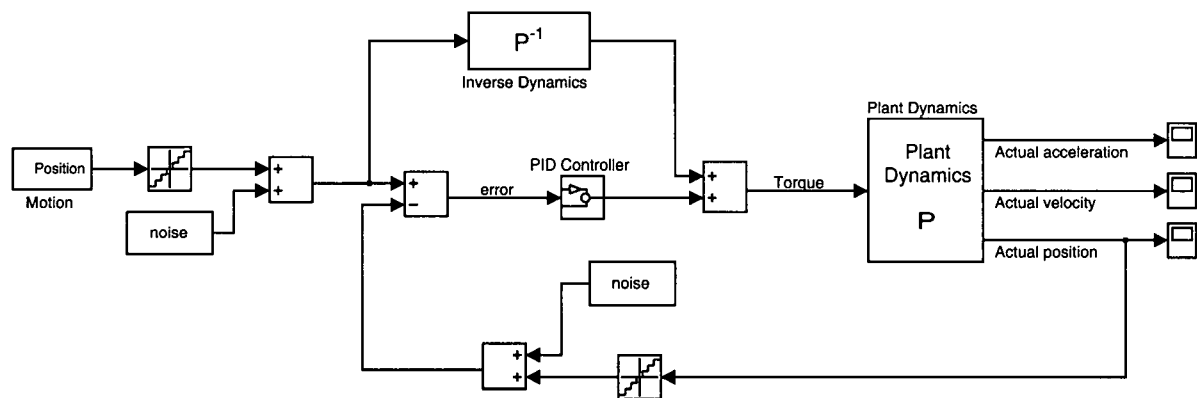 P-1
Inverse Dynamics
Plant Dynamics
Position
Motion
+
+
noise
+
−
error
PID Controller
+
+
Torque
Plant
Dynamics
P
Actual acceleration
Actual velocity
Actual position
noise
+
+